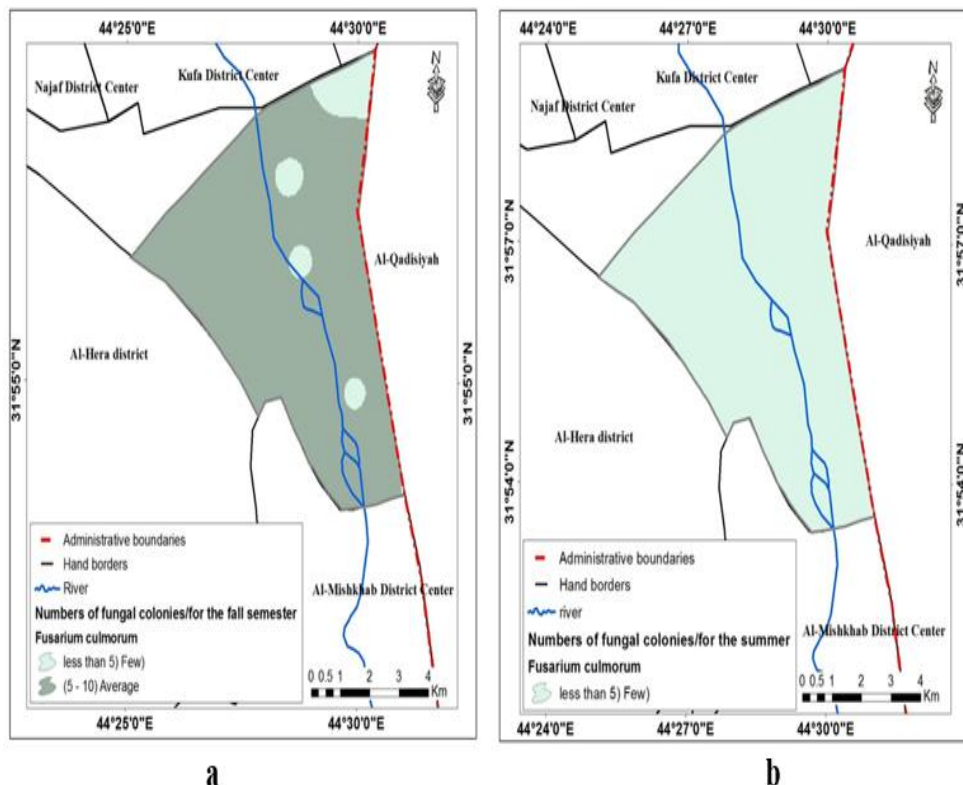 44°25'0"E
44°30'0"E
N
Kufa District Center
Najaf District Center
Al-Qadisiyah
Al-Hera district
31°55'0"N
31°55'0"N
Administrative boundaries
Hand borders
River
Numbers of fungal colonies/for the fall semester
Fusarium culmorum
less than 5) Few)
(5 - 10) Average
Al-Mishkhab District Center
0 0.5 1 2 3 4
Km
44°25'0"E
44°30'0"E
a
44°24'0"E
44°27'0"E
44°30'0"E
N
Kufa District Center
Najaf District Center
Al-Qadisiyah
31°57'0"N
31°57'0"N
Al-Hera district
31°54'0"N
31°54'0"N
Administrative boundaries
Hand borders
river
Numbers of fungal colonies/for the summer
Fusarium culmorum
less than 5) Few)
Al-Mishkhab District Center
0 0.5 1 2 3 4
Km
44°24'0"E
44°27'0"E
44°30'0"E
b